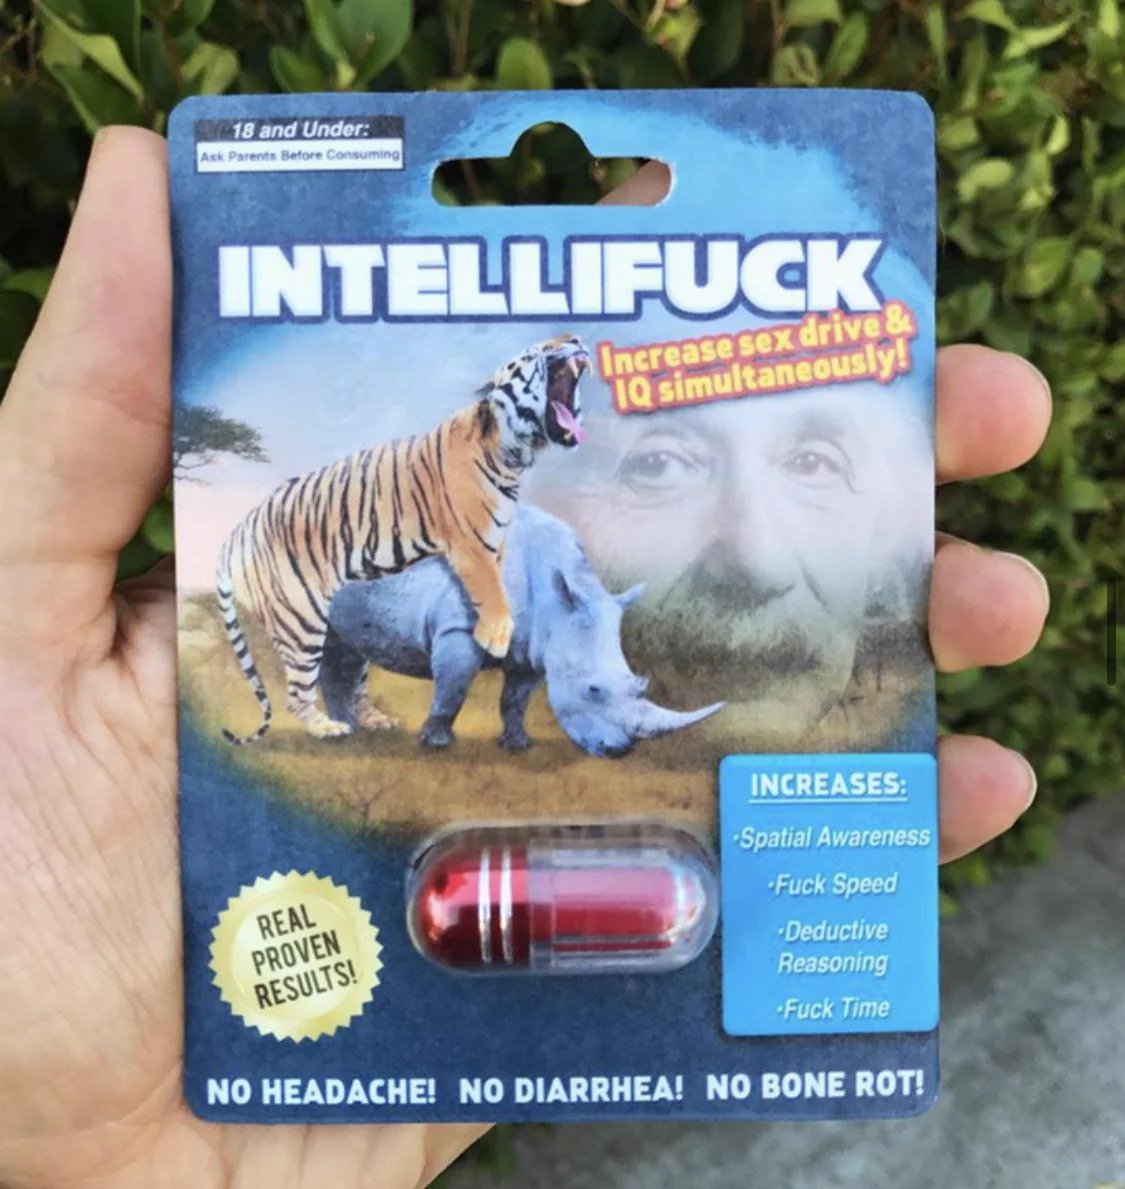 18 and Under:
Ask Parents Before Consuming
INTELLIFUCK
Increase sex drive &
IQ simultaneously!
INCREASES:
·Spatial Awareness
·Fuck Speed
·Deductive
Reasoning
·Fuck Time
REAL
PROVEN
RESULTS!
NO HEADACHE! NO DIARRHEA! NO BONE ROT!